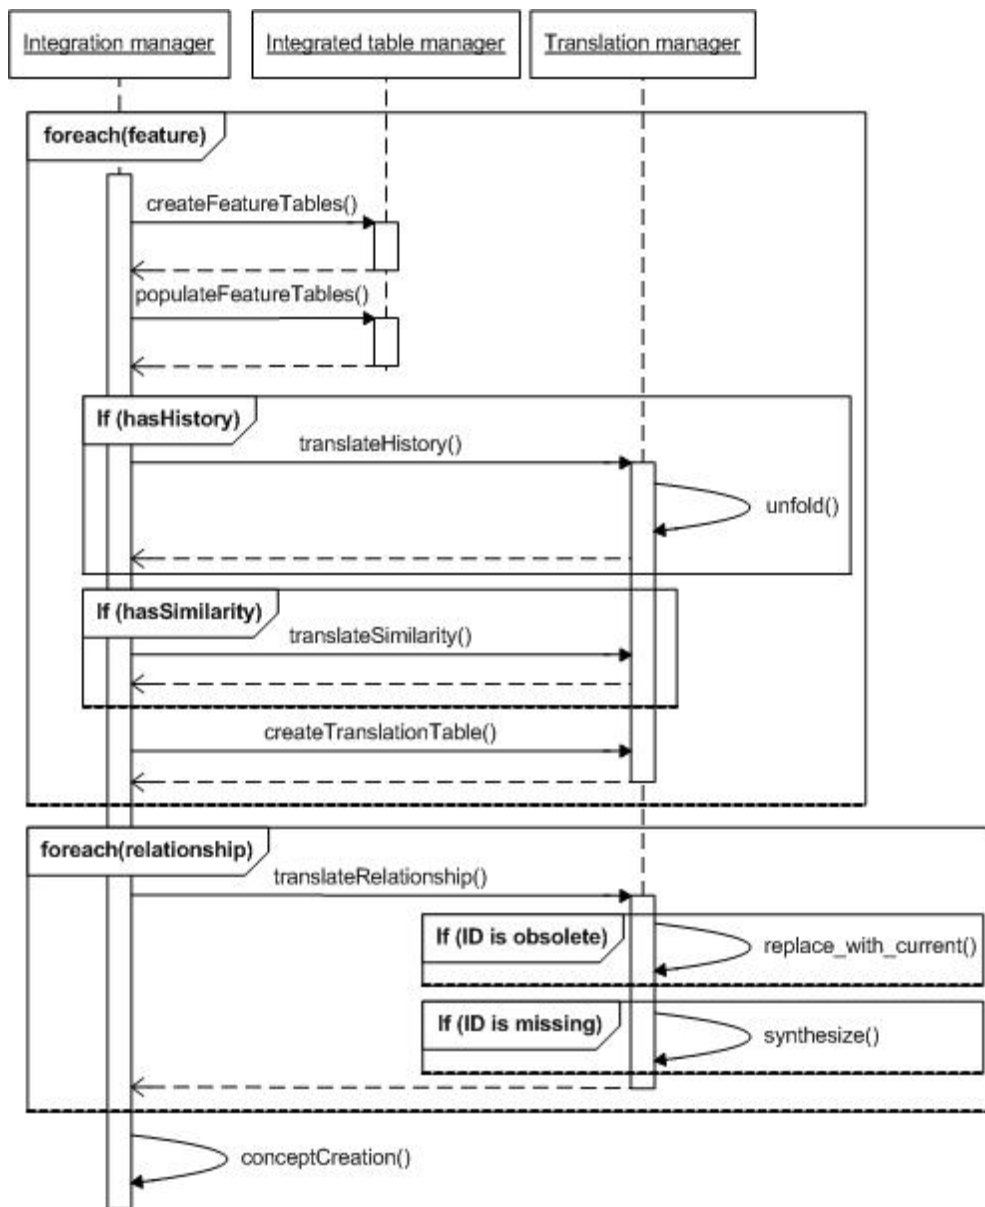 Integration manager
Integrated table manager
Translation manager
foreach(feature)
createFeatureTables()
populateFeatureTables()
If (hasHistory)
translateHistory()
unfold()
If (hasSimilarity)
translateSimilarity()
createTranslationTable()
foreach(relationship)
translateRelationship()
If (ID is obsolete)
replace_with_current()
If (ID is missing)
synthesize()
conceptCreation()